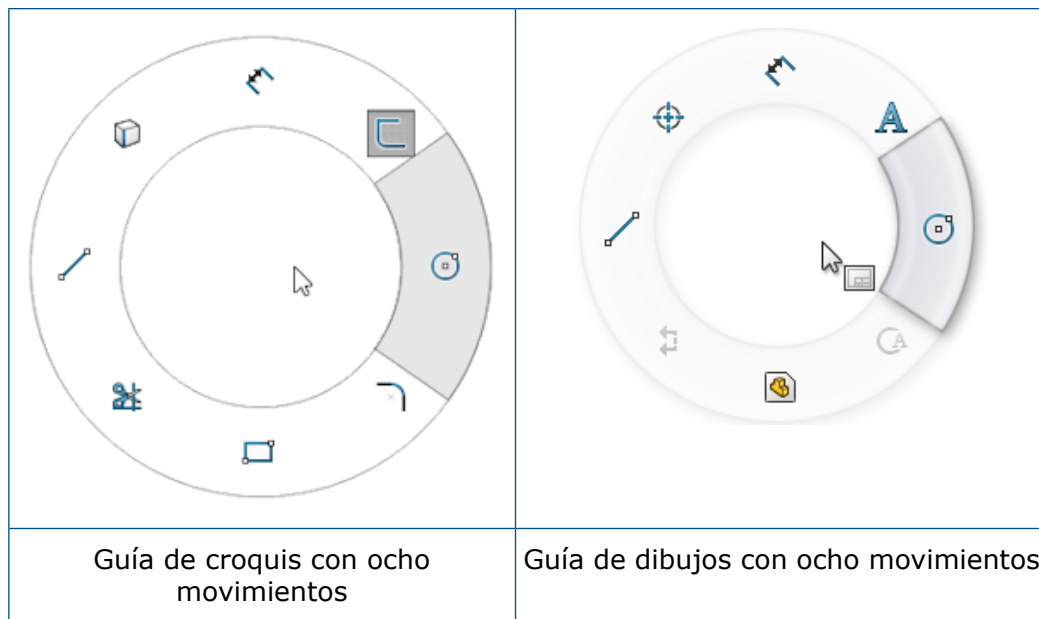 Guía de croquis con ocho
movimientos
Guía de dibujos con ocho movimientos